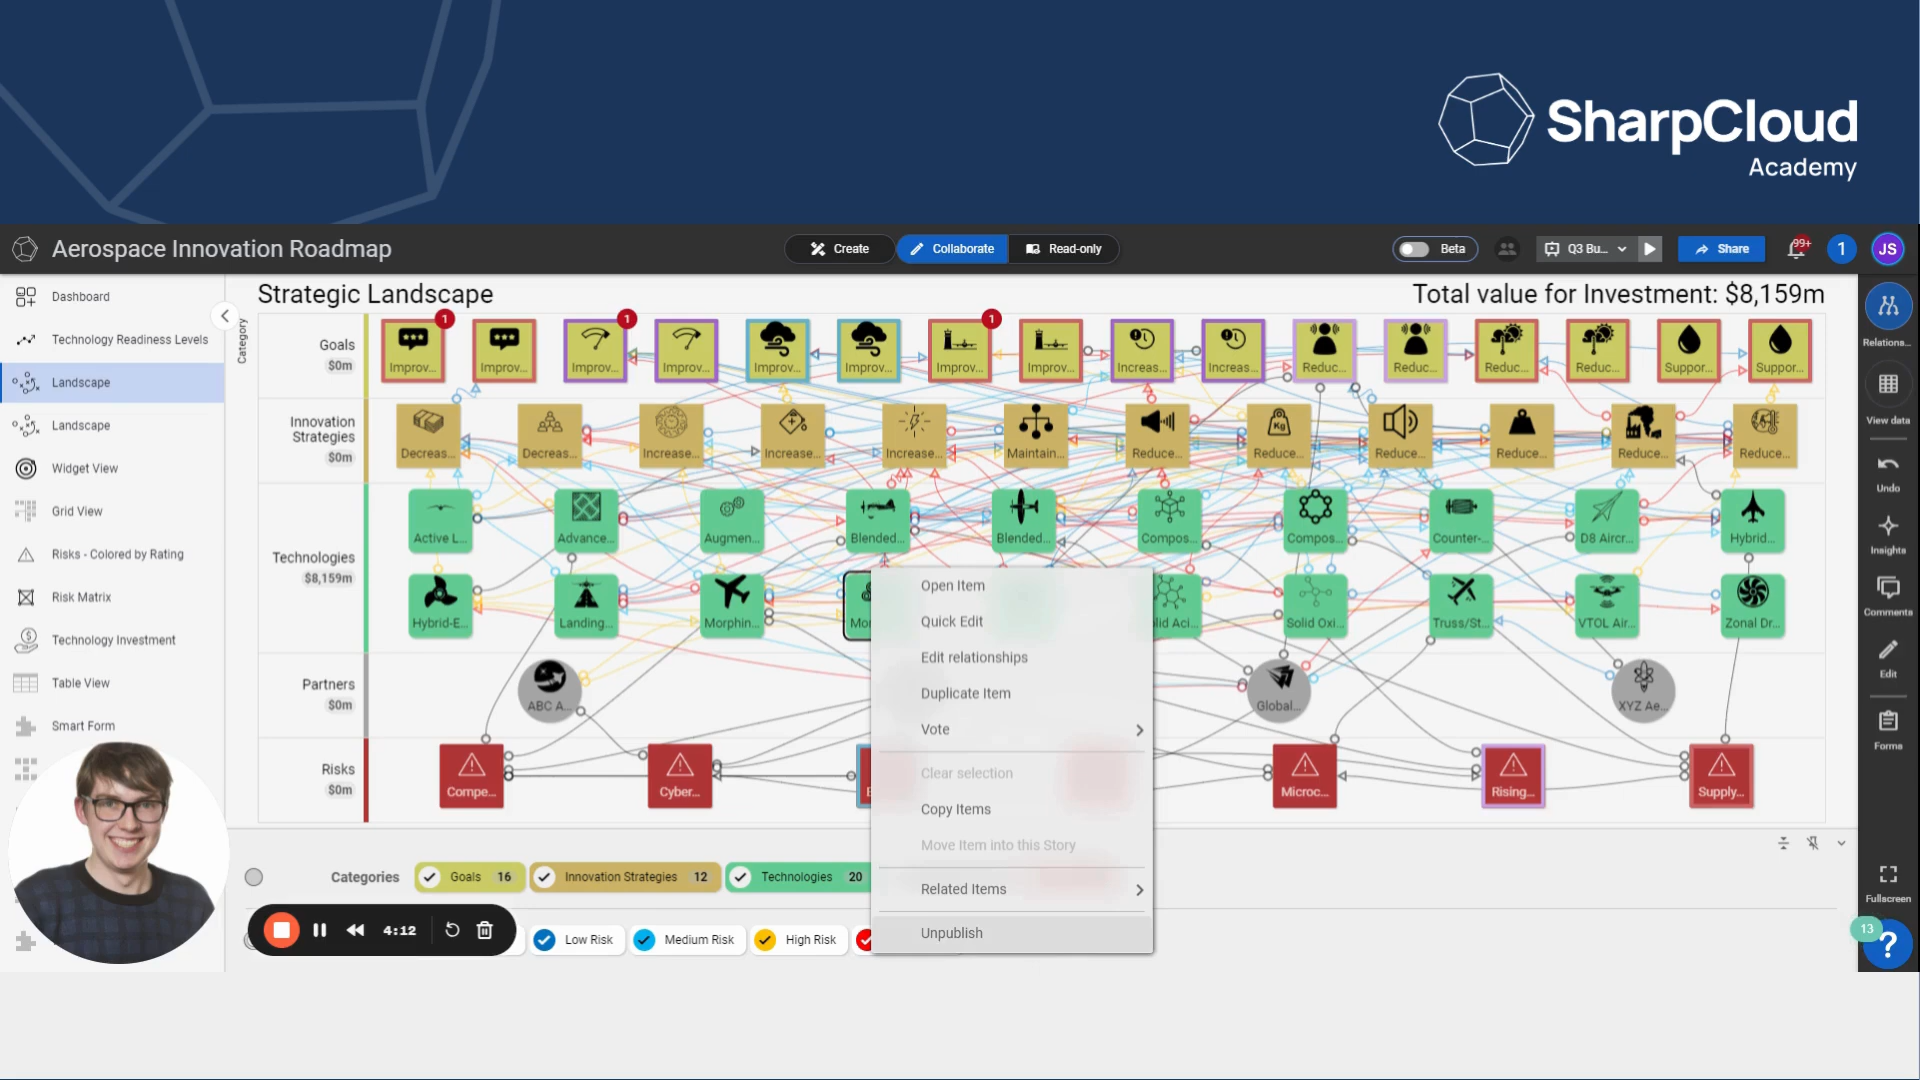 SharpCloud
Academy
Aerospace Innovation Roadmap
Create
Collaborate
Read-only
Beta
Q3 Bu...
Share
99+
1
JS
Dashboard
Technology Readiness Levels
Landscape
Landscape
Widget View
Grid View
Risks - Colored by Rating
Risk Matrix
Technology Investment
Table View
Smart Form
Strategic Landscape
Total value for Investment: $8,159m
Category
Goals
$0m
1
1
1
Improv...
Improv...
Improv...
Improv...
Improv...
Improv...
Improv...
Improv...
Increas...
Increas...
Reduc...
Reduc...
Reduc...
Reduc...
Suppor...
Suppor...
Innovation
Strategies
$0m
Kg
Decreas...
Decreas...
Increase...
Increase...
Increase...
Maintain...
Reduce...
Reduce...
Reduce...
Reduce...
Reduce...
Reduce...
Technologies
$8,159m
Active L...
Advance...
Augmen...
Blended...
Blended...
Compos...
Compos...
Counter-...
D8 Aircr...
Hybrid...
Hybrid-E...
Landing...
Morphin...
Mor
lid Aci...
Solid Oxi...
Truss/St...
VTOL Air...
Zonal Dr...
Partners
$0m
ABC A...
Global...
XYZ Ae...
Risks
$0m
Compe...
Cyber...
Microc...
Rising...
Supply...
Open Item
Quick Edit
Edit relationships
Duplicate Item
Vote
Clear selection
Copy Items
Move Item into this Story
Related Items
Unpublish
Categories
Goals 16
Innovation Strategies 12
Technologies 20
4:12
Low Risk
Medium Risk
High Risk
Relationa...
View data
Undo
Insights
Comments
Edit
Forms
Fullscreen
13
?